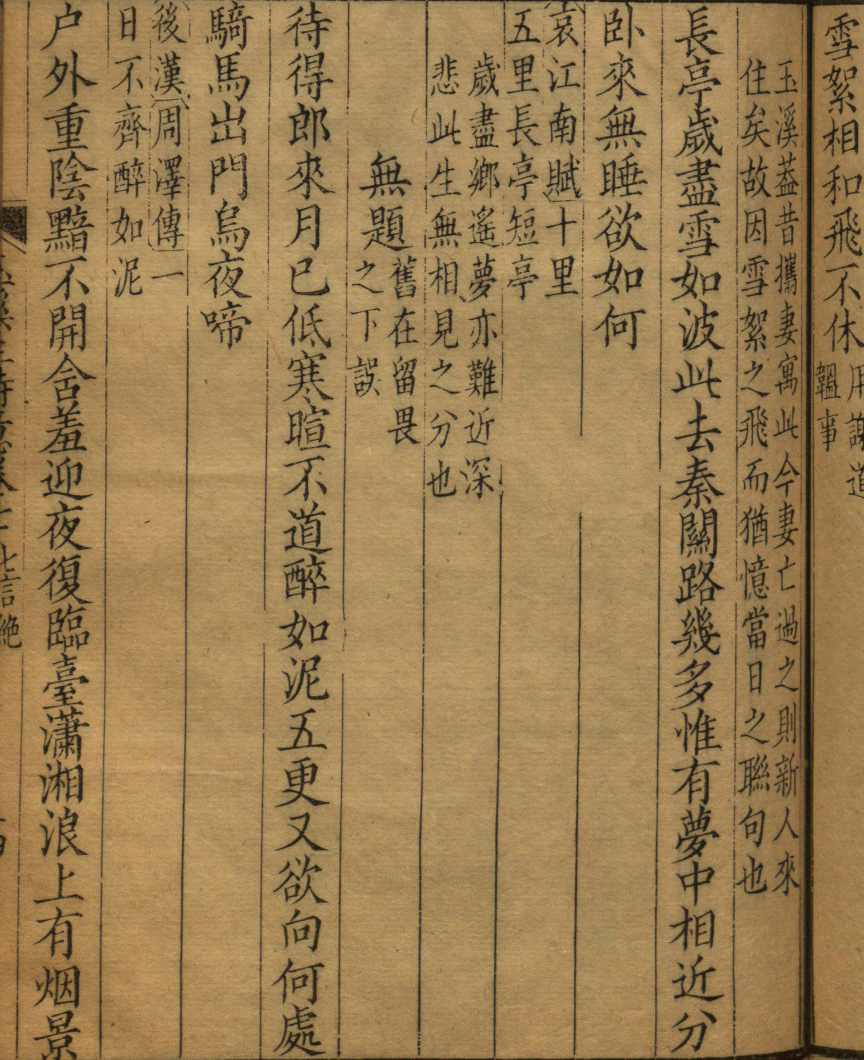 雪絮相和飛不休
用謝道
韞事
玉溪葢昔攜妻寓此今妻亡過之則新人來
住矣故因雪絮之飛而猶憶當日之聯句也
長亭歲盡雪如波此去秦關路幾多惟有夢中相近分
卧來無睡欲如何
哀江南賦十里
五里長亭短亭
歲盡鄉遙夢亦難近深
悲此生無相見之分也
無題
舊在留畏
之下誤
待得郎來月已低寒暄不道醉如泥五更又欲向何處
騎馬出門烏夜啼
後漢周澤傳一
日不齊醉如泥
户外重陰黯不開含羞迎夜復臨臺瀟湘浪上有烟景